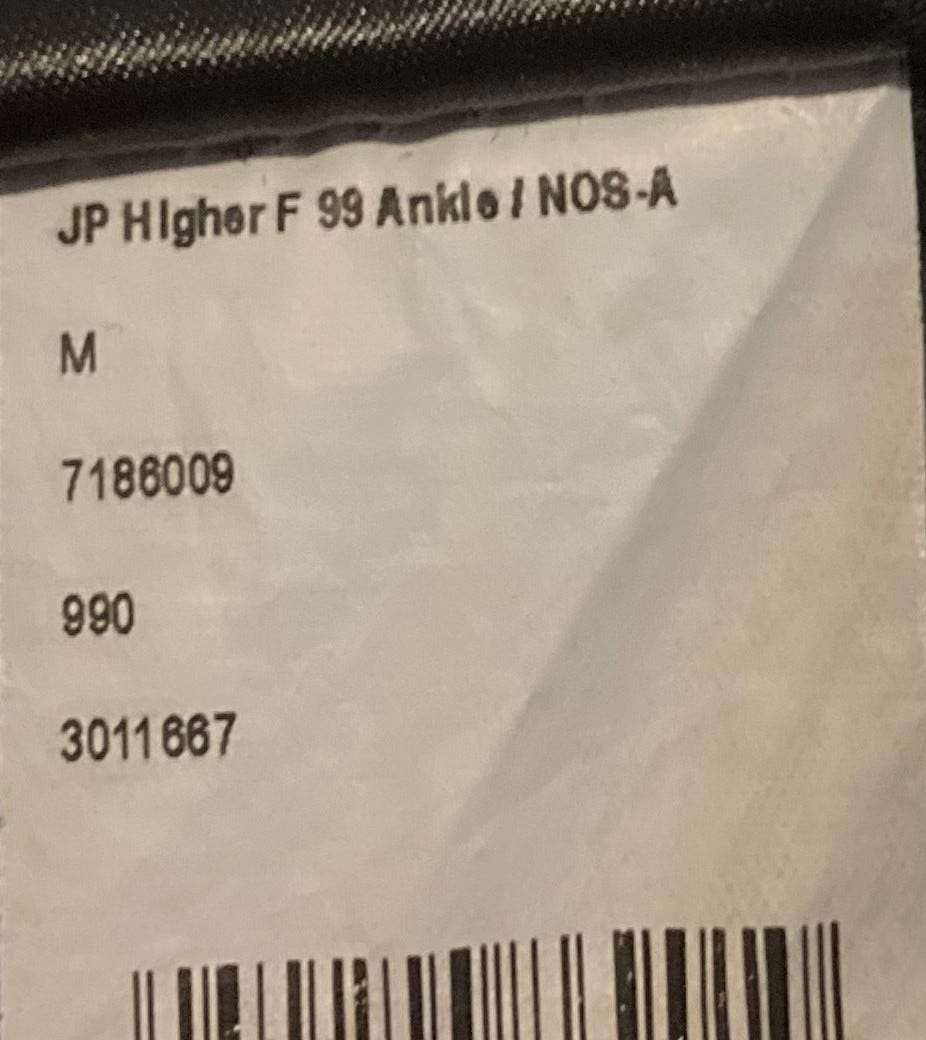 JP Higher F 99 Ankle / NOS-A
M
7186009
990
3011667